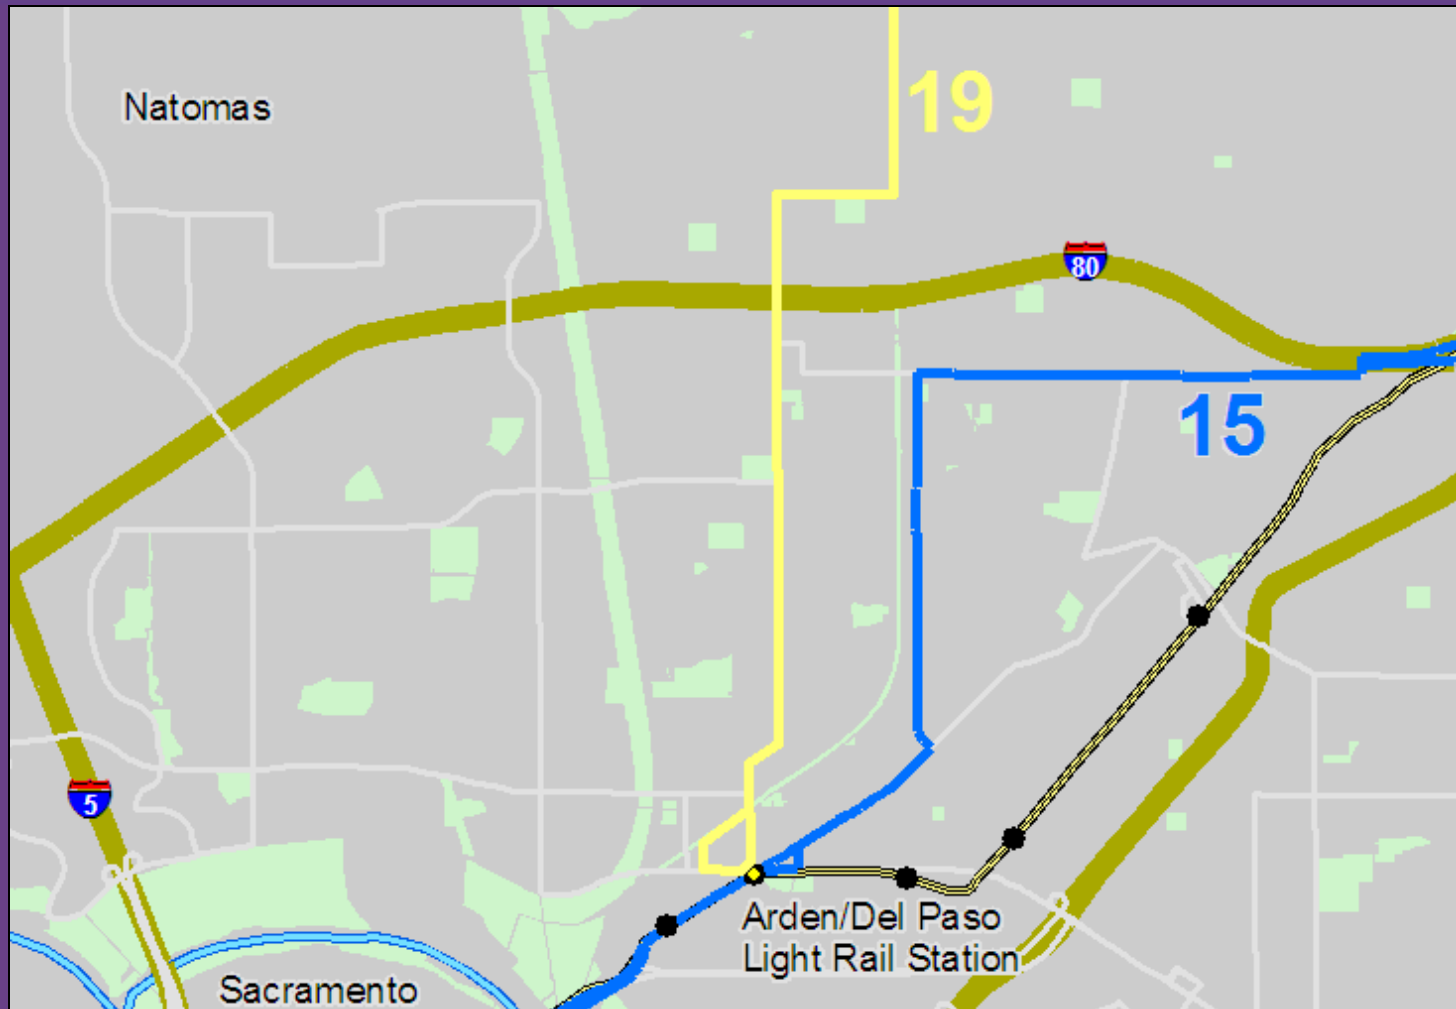 Natomas
19
80
15
5
Arden/Del Paso
Light Rail Station
Sacramento